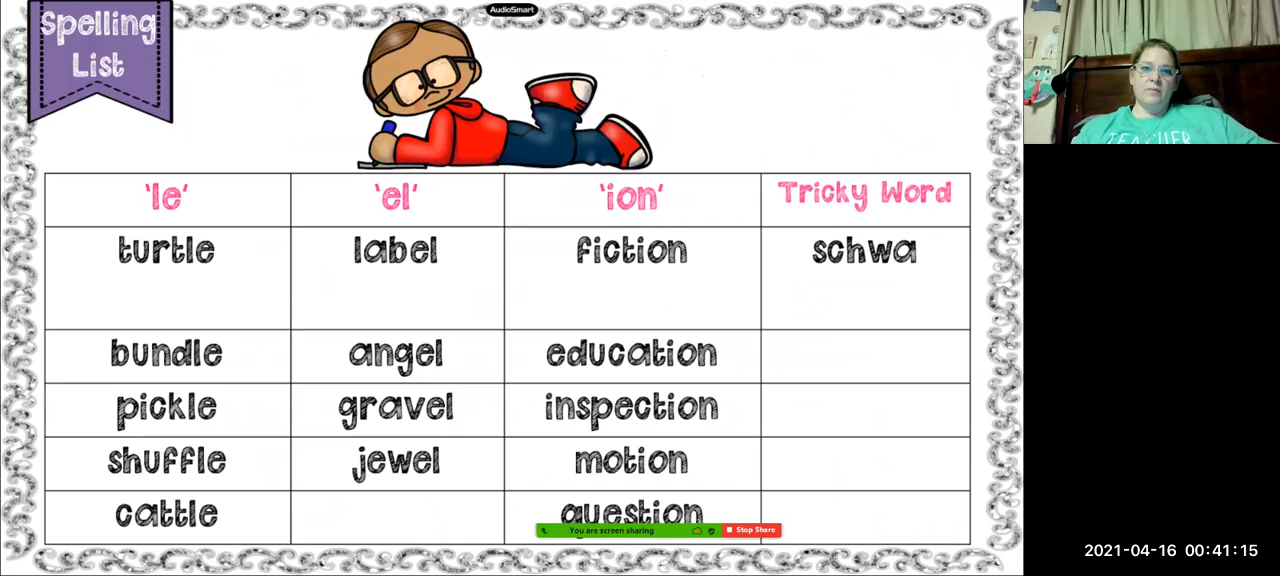 AudioSmart
Spelling
List
'le' 'el' 'ion' Tricky Word
turtle label fiction schwa
bundle angel education
pickle gravel inspection
shuffle jewel motion
cattle question
You are screen sharing Stop Share
TEACHER
2021-04-16 00:41:15